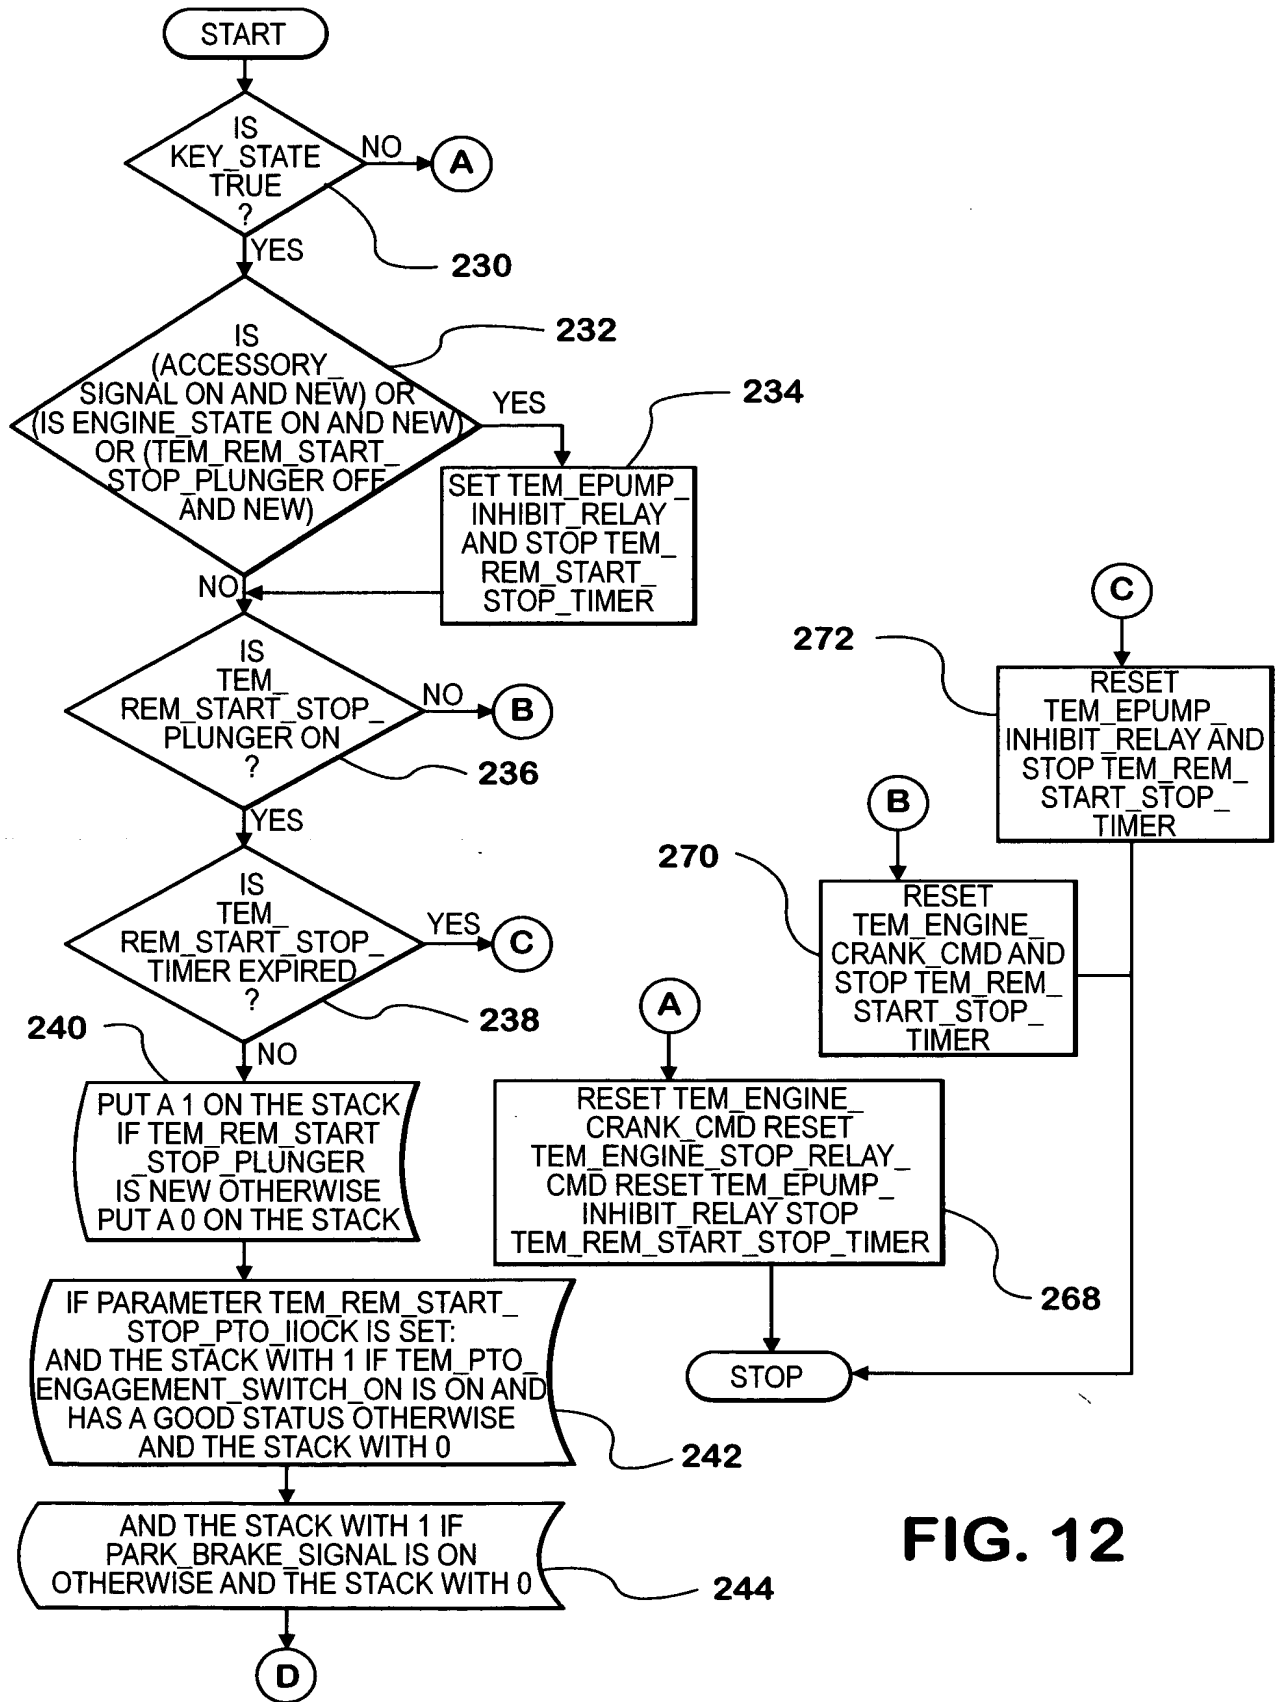 START
IS
KEY_STATE
TRUE
?
NO
A
YES
230
IS
(ACCESSORY_
SIGNAL ON AND NEW) OR
(IS ENGINE_STATE ON AND NEW)
OR (TEM_REM_START_
STOP_PLUNGER OFF
AND NEW)
232
YES
234
SET TEM_EPUMP_
INHIBIT_RELAY
AND STOP TEM_
REM_START_
STOP_TIMER
NO
IS
TEM_
REM_START_STOP_
PLUNGER ON
?
NO
B
236
YES
IS
TEM_
REM_START_STOP_
TIMER EXPIRED
?
YES
C
238
NO
240
PUT A 1 ON THE STACK
IF TEM_REM_START
_STOP_PLUNGER
IS NEW OTHERWISE
PUT A 0 ON THE STACK
IF PARAMETER TEM_REM_START_
STOP_PTO_IIOCK IS SET:
AND THE STACK WITH 1 IF TEM_PTO_
ENGAGEMENT_SWITCH_ON IS ON AND
HAS A GOOD STATUS OTHERWISE
AND THE STACK WITH 0
242
AND THE STACK WITH 1 IF
PARK_BRAKE_SIGNAL IS ON
OTHERWISE AND THE STACK WITH 0
244
D
C
272
RESET
TEM_EPUMP_
INHIBIT_RELAY AND
STOP TEM_REM_
START_STOP_
TIMER
B
270
RESET
TEM_ENGINE_
CRANK_CMD AND
STOP TEM_REM_
START_STOP_
TIMER
A
RESET TEM_ENGINE_
CRANK_CMD RESET
TEM_ENGINE_STOP_RELAY_
CMD RESET TEM_EPUMP_
INHIBIT_RELAY STOP
TEM_REM_START_STOP_TIMER
268
STOP
FIG. 12